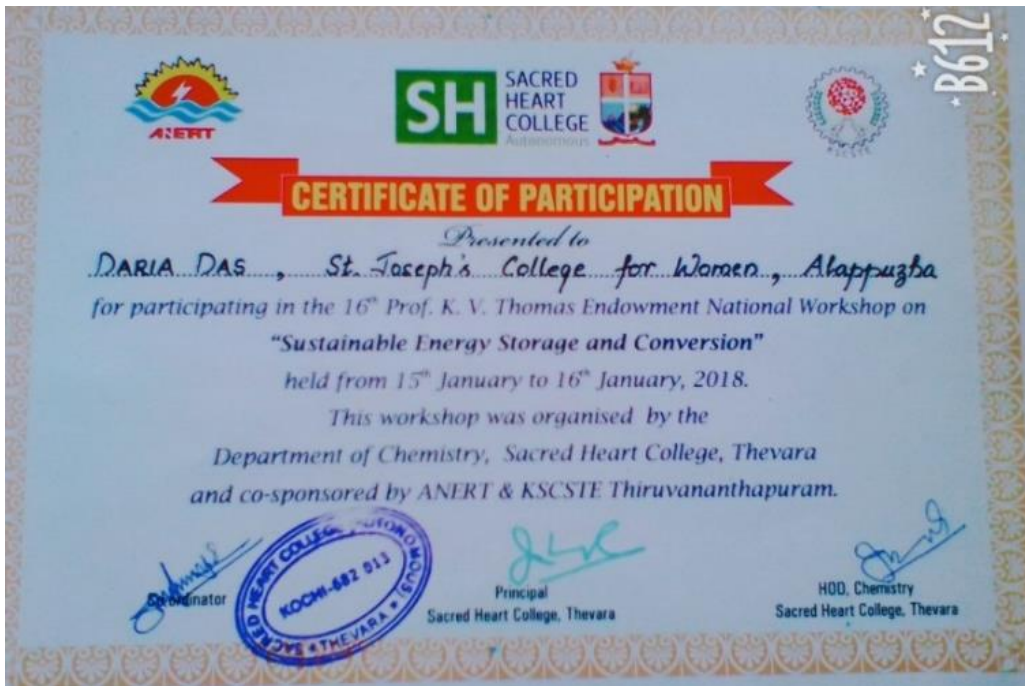 B612
ANERT
SH
SACRED
HEART
COLLEGE
Autonomous
KSCSTE
CERTIFICATE OF PARTICIPATION
Presented to
DARIA DAS , St. Joseph's College for Women , Alappuzha
for participating in the 16th Prof. K. V. Thomas Endowment National Workshop on
"Sustainable Energy Storage and Conversion"
held from 15th January to 16th January, 2018.
This workshop was organised by the
Department of Chemistry, Sacred Heart College, Thevara
and co-sponsored by ANERT & KSCSTE Thiruvananthapuram.
SACRED HEART COLLEGE (AUTONOMOUS)
KOCHI-682 013
THEVARA
Co-ordinator
Principal
Sacred Heart College, Thevara
HOD, Chemistry
Sacred Heart College, Thevara